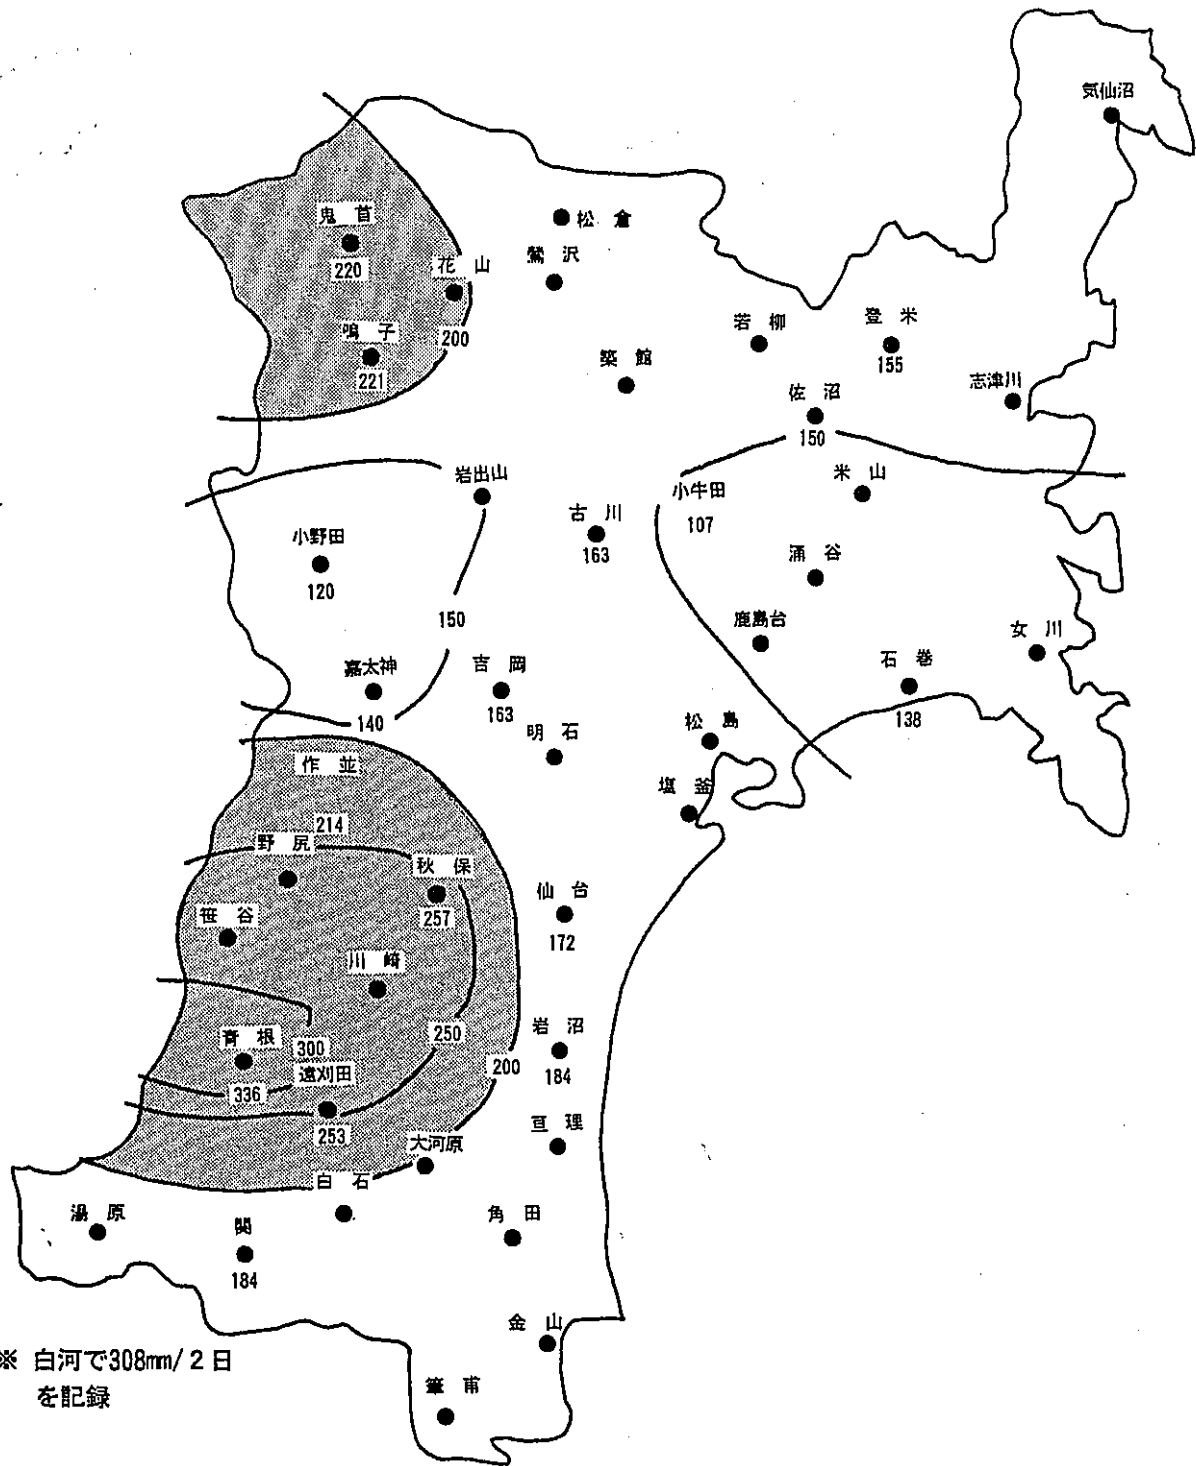 気仙沼
鬼首
220
松倉
花山
鶯沢
鳴子
221
200
若柳
登米
155
築館
志津川
佐沼
150
岩出山
小牛田
107
米山
古川
163
小野田
120
涌谷
150
鹿島台
女川
嘉太神
140
吉岡
163
石巻
138
明石
松島
作並
214
塩釜
野尻
秋保
257
仙台
172
笹谷
川崎
青根
336
300
250
岩沼
184
200
遠刈田
253
亘理
大河原
白石
湯原
関
184
角田
金山
※ 白河で308mm/2日
を記録
筆甫